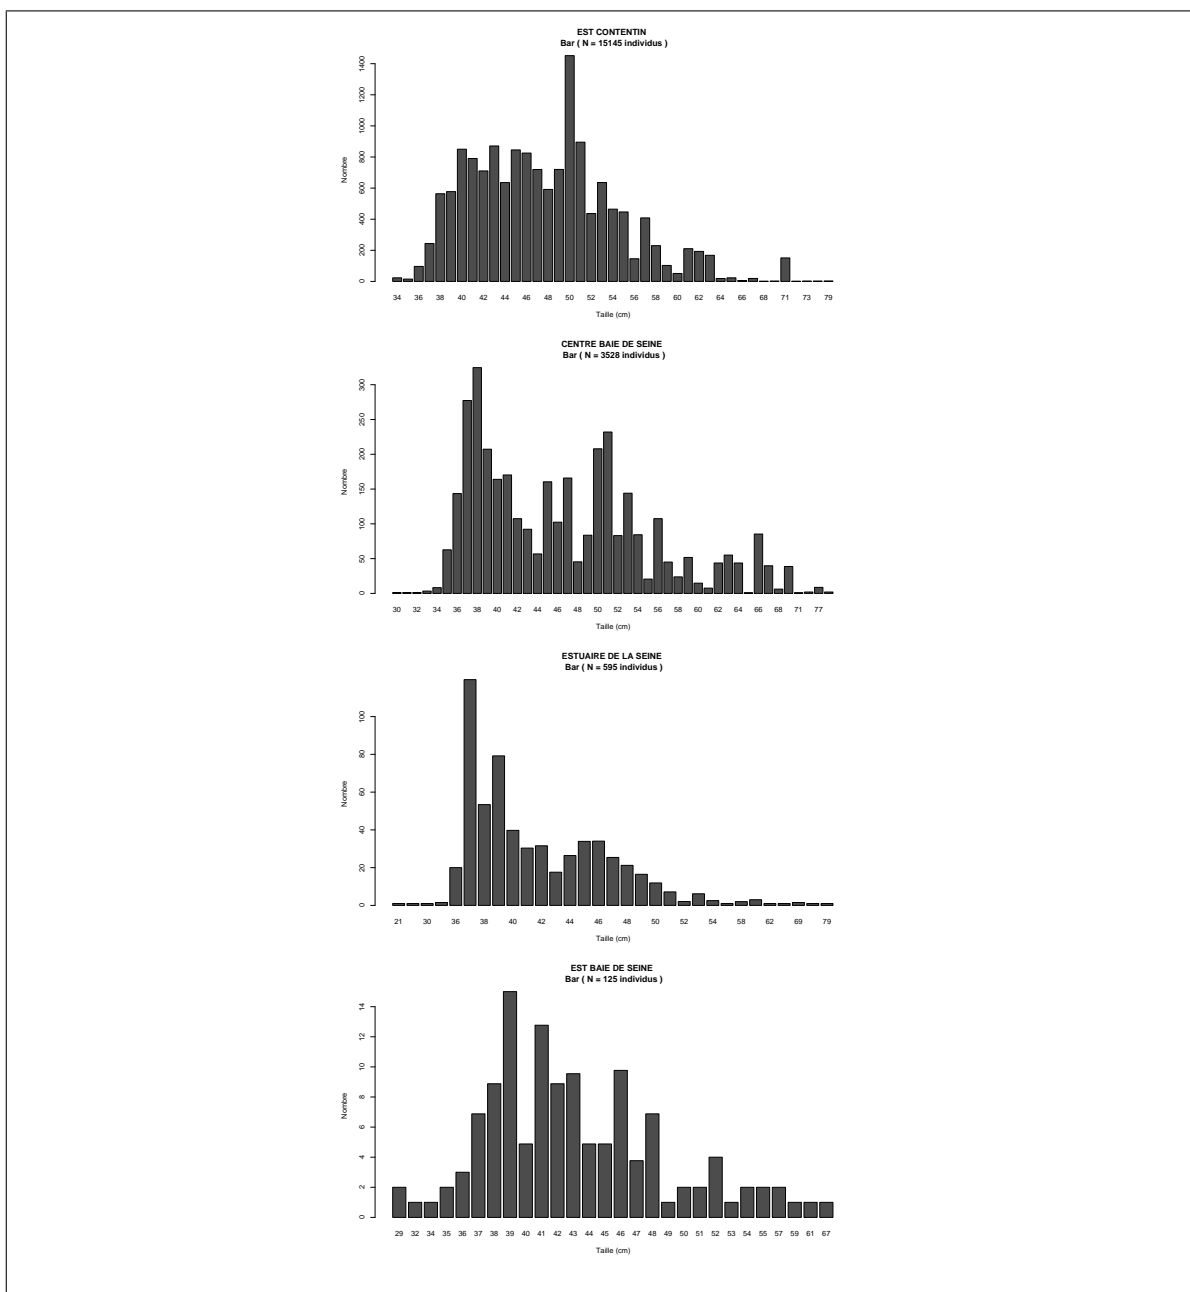 EST CONTENTIN
Bar ( N = 15145 individus )
Nombre
0 200 400 600 800 1000 1200 1400
34 36 38 40 42 44 46 48 50 52 54 56 58 60 62 64 66 68 71 73 79
Taille (cm)
CENTRE BAIE DE SEINE
Bar ( N = 3528 individus )
Nombre
0 50 100 150 200 250 300
30 32 34 36 38 40 42 44 46 48 50 52 54 56 58 60 62 64 66 68 71 77
Taille (cm)
ESTUAIRE DE LA SEINE
Bar ( N = 595 individus )
Nombre
0 20 40 60 80 100
21 30 36 38 40 42 44 46 48 50 52 54 58 62 69 79
Taille (cm)
EST BAIE DE SEINE
Bar ( N = 125 individus )
Nombre
0 2 4 6 8 10 12 14
29 32 34 35 36 37 38 39 40 41 42 43 44 45 46 47 48 49 50 51 52 53 54 55 57 59 61 67
Taille (cm)